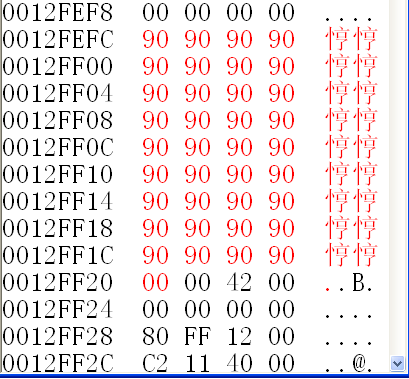 0012FEF8 00 00 00 00 ....
0012FEFC 90 90 90 90 悙悙
0012FF00 90 90 90 90 悙悙
0012FF04 90 90 90 90 悙悙
0012FF08 90 90 90 90 悙悙
0012FF0C 90 90 90 90 悙悙
0012FF10 90 90 90 90 悙悙
0012FF14 90 90 90 90 悙悙
0012FF18 90 90 90 90 悙悙
0012FF1C 90 90 90 90 悙悙
0012FF20 00 00 42 00 ..B.
0012FF24 00 00 00 00 ....
0012FF28 80 FF 12 00 ....
0012FF2C C2 11 40 00 ..@.